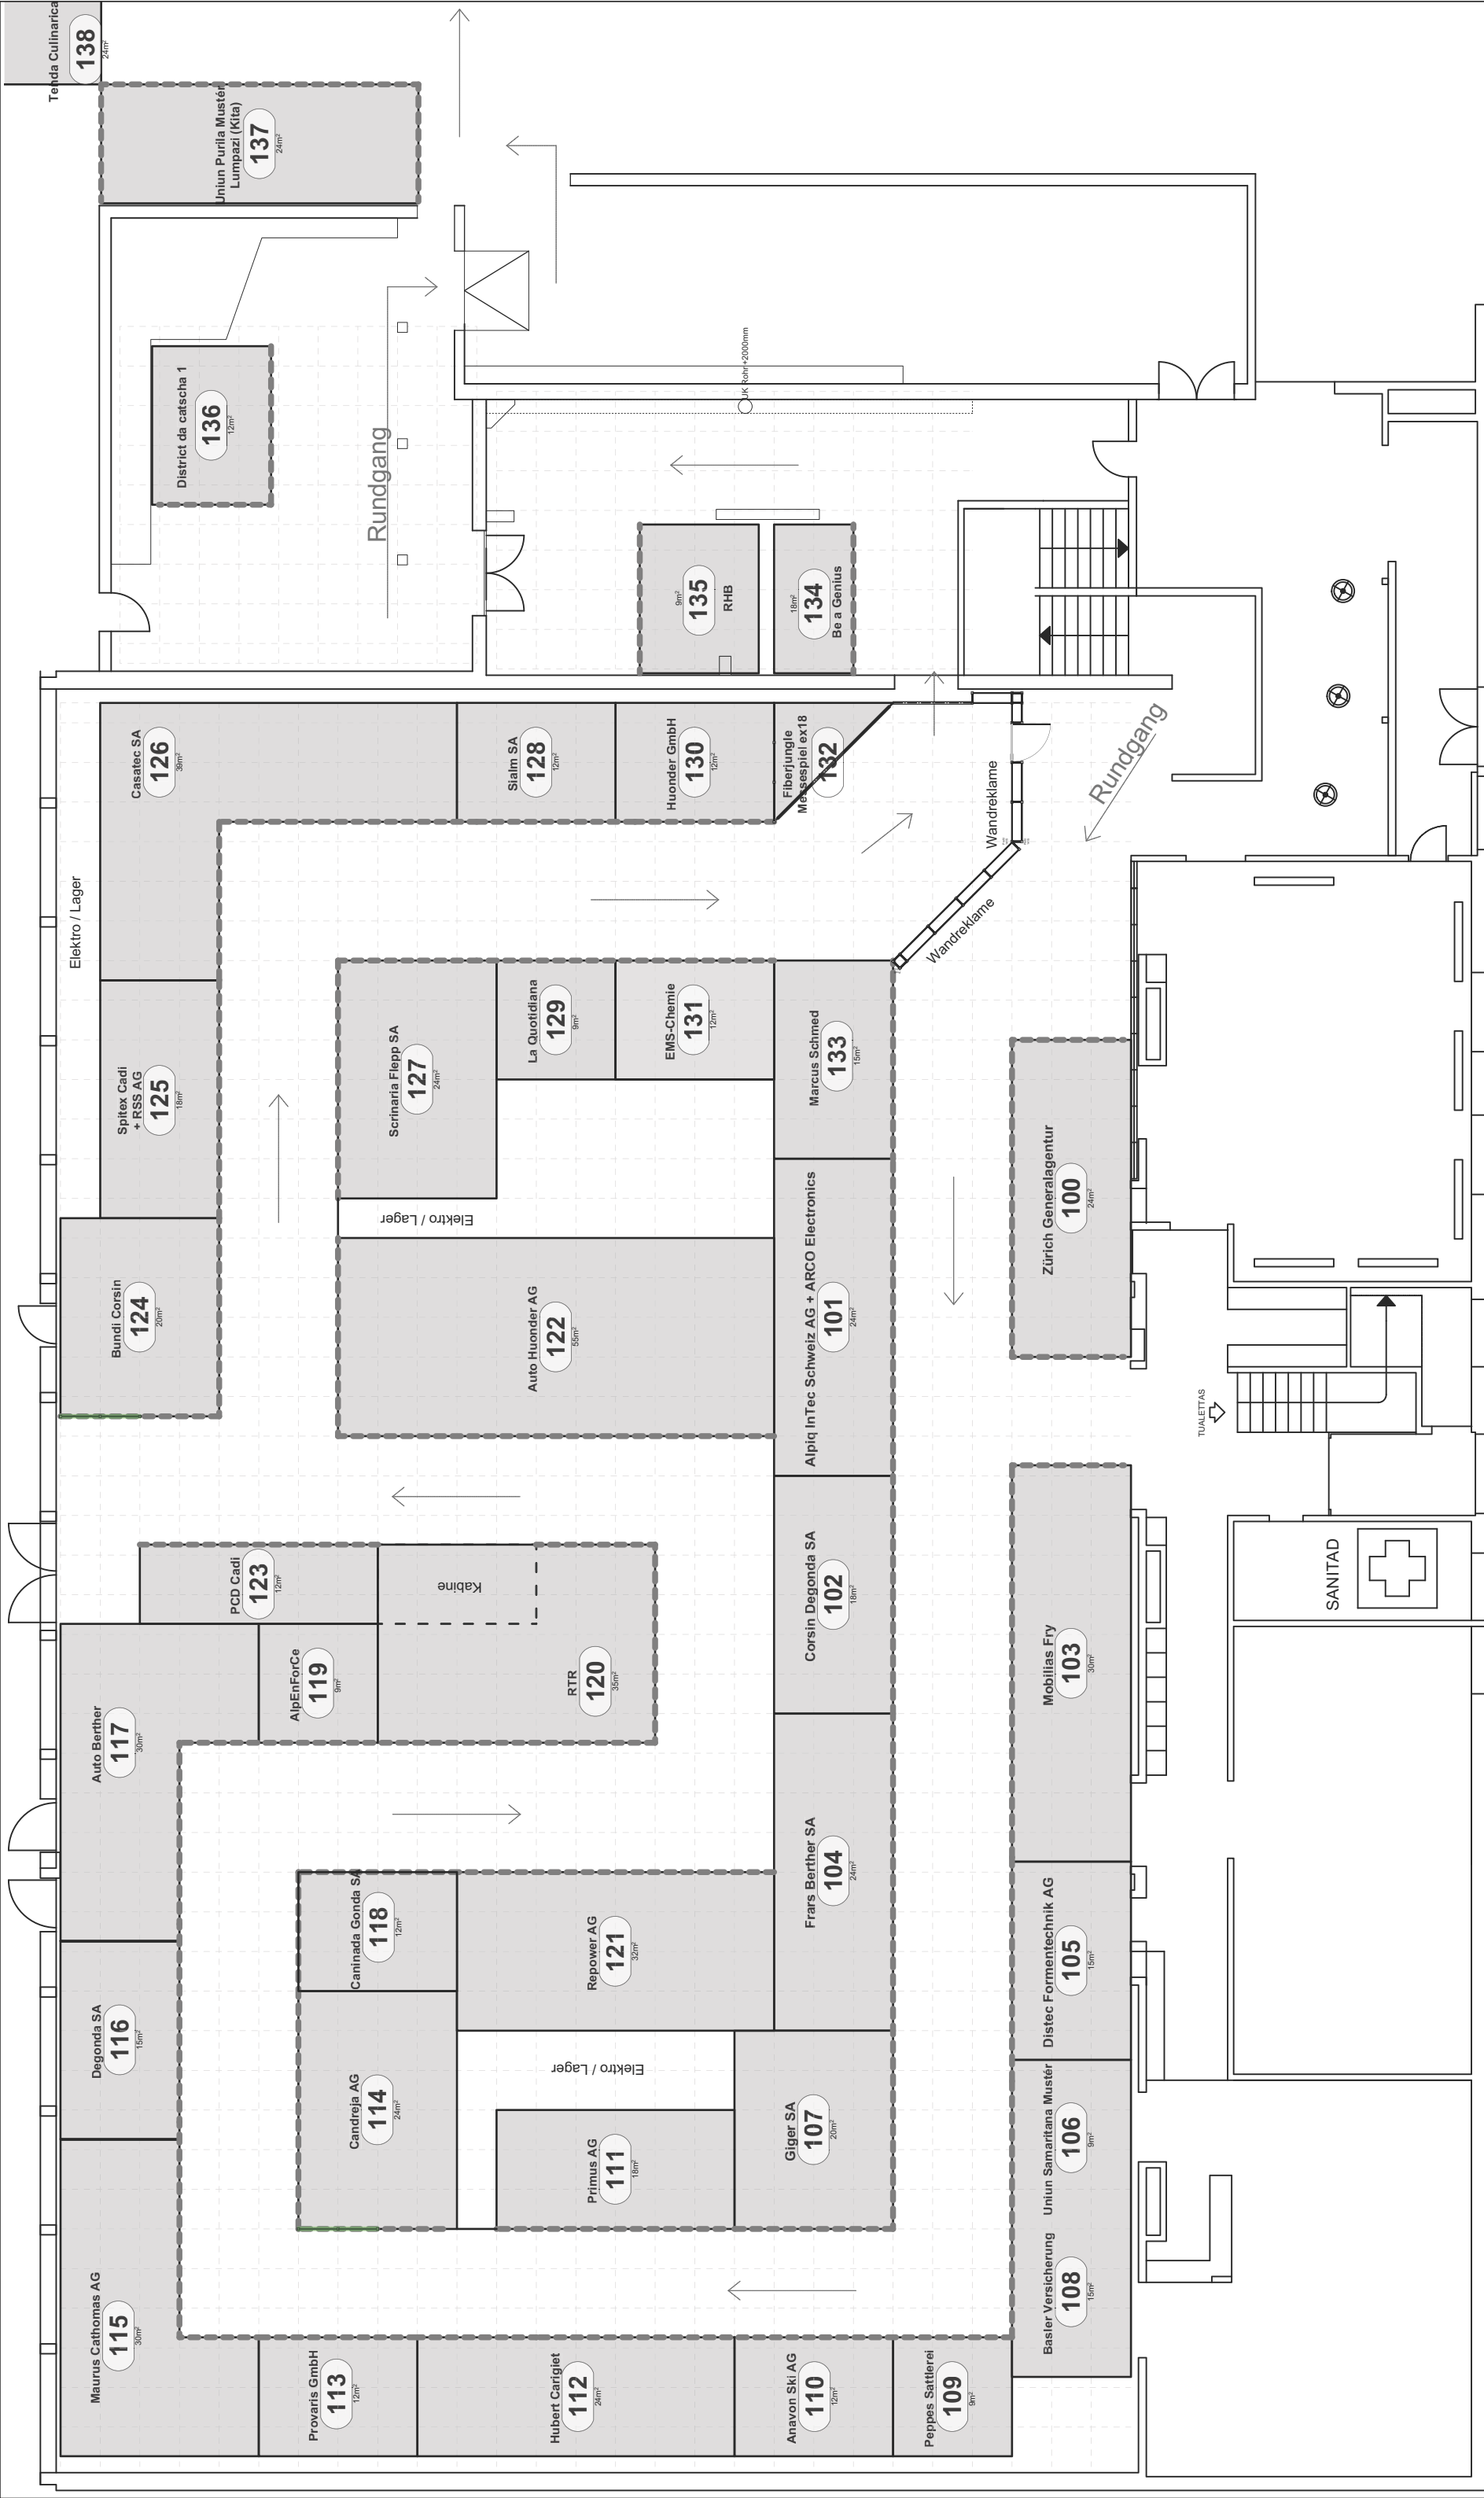 Tenda Culinarica
138
24m²
Uniun Purila Mustér
Lumpazi (Kita)
137
24m²
District da catscha 1
136
12m²
Rundgang
UK Rohr+2000mm
9m²
135
RHB
18m²
134
Be a Genius
Casatec SA
126
39m²
Sialm SA
128
12m²
Huonder GmbH
130
12m²
Fiberjungle
Messespiel ex18
132
Wandreklame
Wandreklame
Rundgang
Elektro / Lager
Spitex Cadi
+ RSS AG
125
18m²
Bundi Corsin
124
20m²
Scrinaria Flepp SA
127
24m²
La Quotidiana
129
9m²
EMS-Chemie
131
12m²
Marcus Schmed
133
15m²
Elektro / Lager
Auto Huonder AG
122
55m²
Alpiq InTec Schweiz AG + ARCO Electronics
101
24m²
Zürich Generalagentur
100
24m²
TUALETTAS
SANITAD
PCD Cadi
123
12m²
Kabine
Auto Berther
117
30m²
AlpEnForCe
119
9m²
RTR
120
35m²
Corsin Degonda SA
102
18m²
Mobilias Fry
103
30m²
Frars Berther SA
104
24m²
Caninada Gonda SA
118
12m²
Repower AG
121
32m²
Distec Formentechnik AG
105
15m²
Degonda SA
116
15m²
Candreja AG
114
24m²
Elektro / Lager
Primus AG
111
18m²
Giger SA
107
20m²
Uniun Samaritana Mustér
106
9m²
Basler Versicherung
108
15m²
Maurus Cathomas AG
115
30m²
Provaris GmbH
113
12m²
Hubert Carigiet
112
24m²
Anavon Ski AG
110
12m²
Peppes Sattlerei
109
9m²